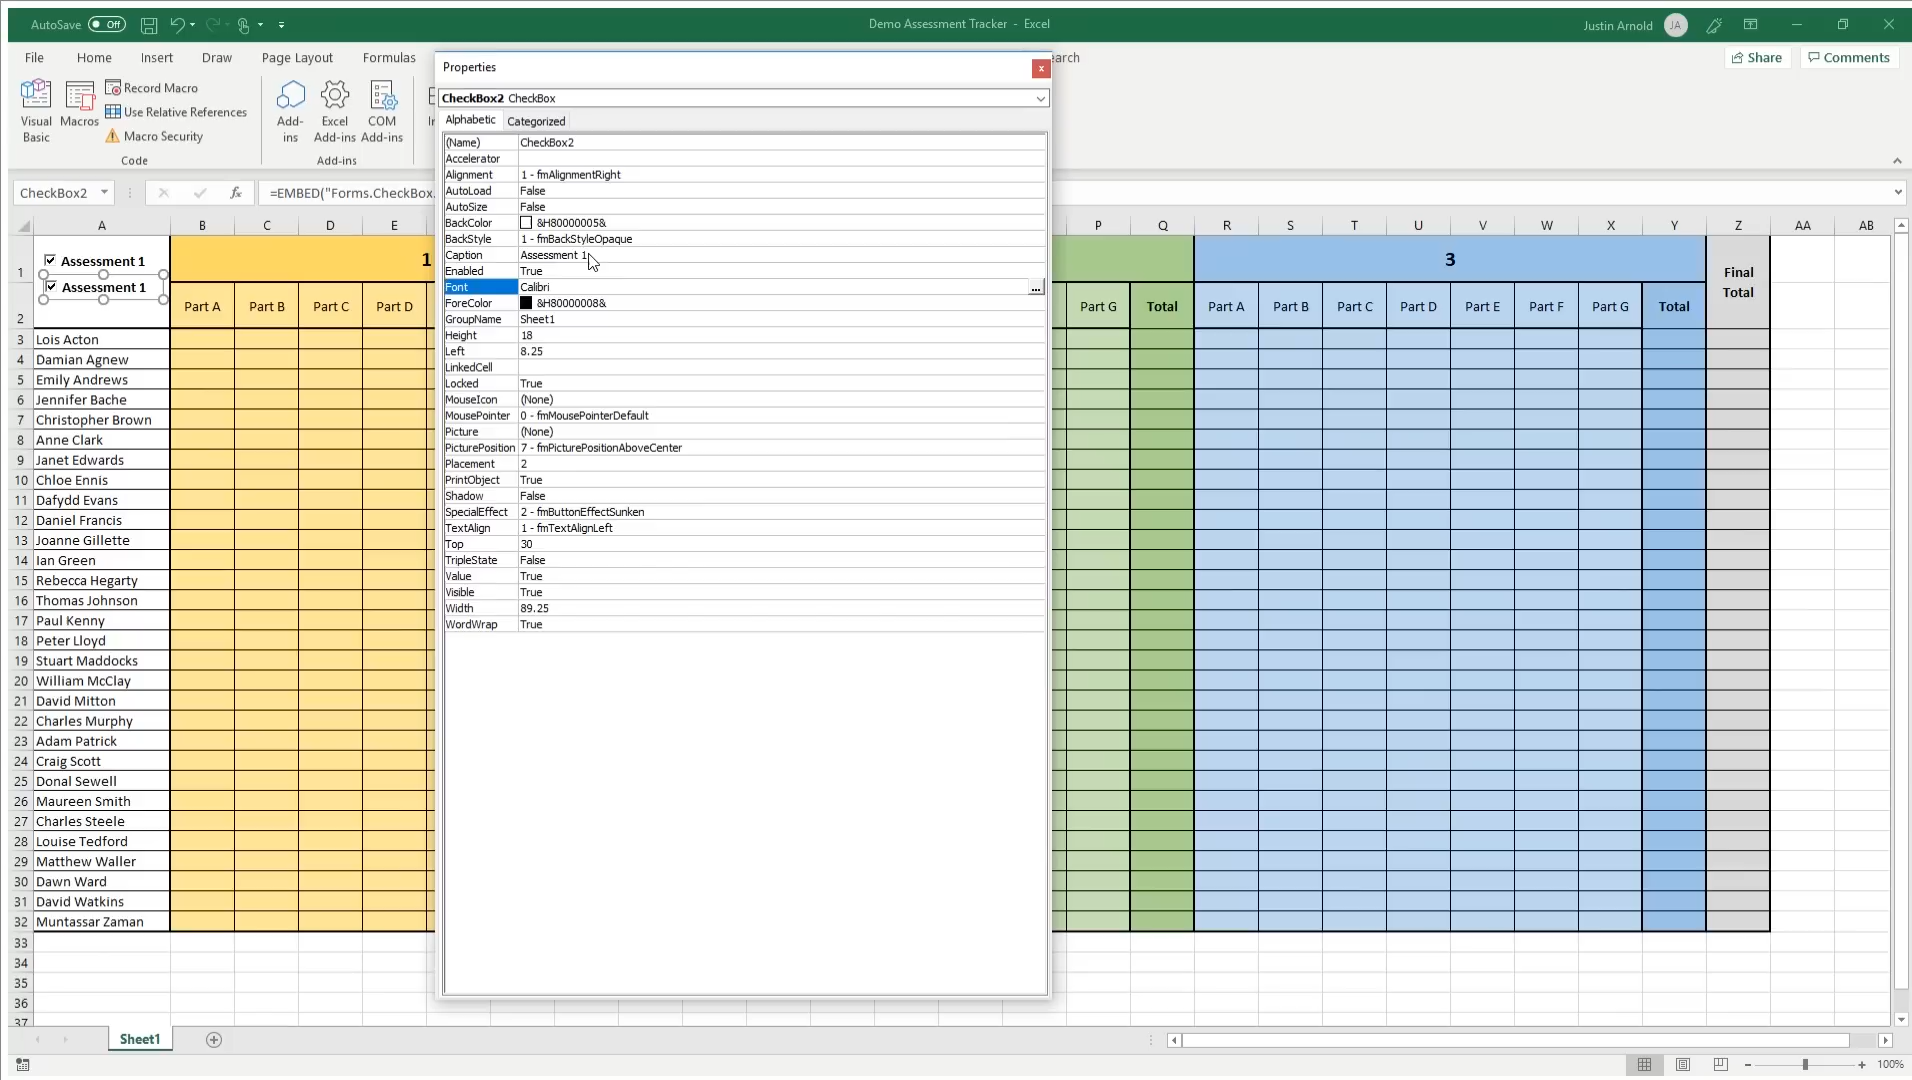 AutoSave Off Demo Assessment Tracker - Excel Justin Arnold JA
File Home Insert Draw Page Layout Formulas earch Share Comments
Visual Basic
Macros
Record Macro
Use Relative References
Macro Security
Code
Add-ins
Excel Add-ins
COM Add-ins
Add-ins
CheckBox2 fx =EMBED("Forms.CheckBox.
Properties
CheckBox2 CheckBox
Alphabetic Categorized
(Name) CheckBox2
Accelerator
Alignment 1 - fmAlignmentRight
AutoLoad False
AutoSize False
BackColor &H80000005&
BackStyle 1 - fmBackStyleOpaque
Caption Assessment 1
Enabled True
Font Calibri ...
ForeColor &H80000008&
GroupName Sheet1
Height 18
Left 8.25
LinkedCell
Locked True
MouseIcon (None)
MousePointer 0 - fmMousePointerDefault
Picture (None)
PicturePosition 7 - fmPicturePositionAboveCenter
Placement 2
PrintObject True
Shadow False
SpecialEffect 2 - fmButtonEffectSunken
TextAlign 1 - fmTextAlignLeft
Top 30
TripleState False
Value True
Visible True
Width 89.25
WordWrap True
A B C D E P Q R S T U V W X Y Z AA AB
1 Assessment 1 1 3 Final Total
Assessment 1
2 Part A Part B Part C Part D Part G Total Part A Part B Part C Part D Part E Part F Part G Total
3 Lois Acton
4 Damian Agnew
5 Emily Andrews
6 Jennifer Bache
7 Christopher Brown
8 Anne Clark
9 Janet Edwards
10 Chloe Ennis
11 Dafydd Evans
12 Daniel Francis
13 Joanne Gillette
14 Ian Green
15 Rebecca Hegarty
16 Thomas Johnson
17 Paul Kenny
18 Peter Lloyd
19 Stuart Maddocks
20 William McClay
21 David Mitton
22 Charles Murphy
23 Adam Patrick
24 Craig Scott
25 Donal Sewell
26 Maureen Smith
27 Charles Steele
28 Louise Tedford
29 Matthew Waller
30 Dawn Ward
31 David Watkins
32 Muntassar Zaman
33
34
35
36
37
Sheet1
100%